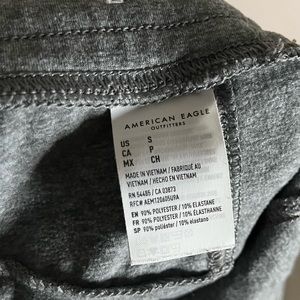 AMERICAN EAGLE
OUTFITTERS
US S
CA P
MX CH
MADE IN VIETNAM / FABRIQUÉ AU
VIETNAM / HECHO EN VIETNAM
RN 54485 / CA 03873
EN 90% POLYESTER / 10% ELASTANE
FR 90% POLYESTER / 10% ÉLASTHANNE
SP 90% poliéster / 10% elastano